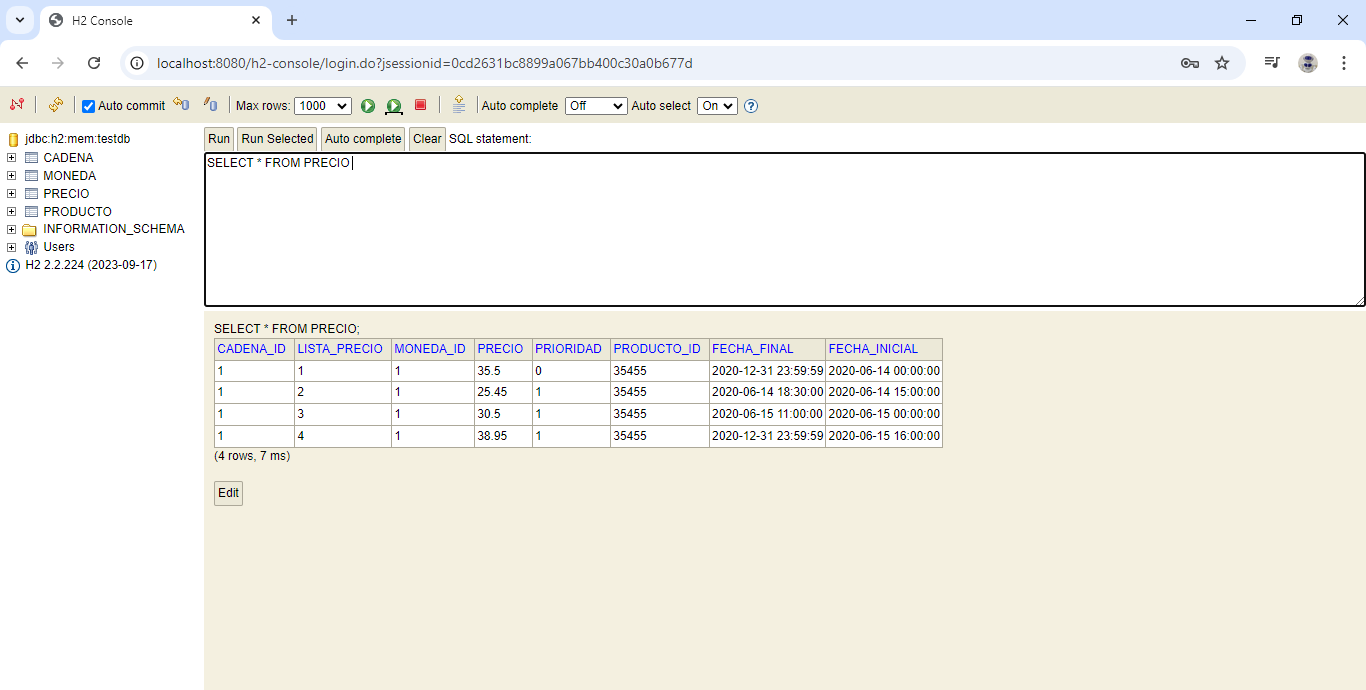 H2 Console
localhost:8080/h2-console/login.do?jsessionid=0cd2631bc8899a067bb400c30a0b677d
Auto commit Max rows: 1000 Auto complete Off Auto select On ?
jdbc:h2:mem:testdb
CADENA
MONEDA
PRECIO
PRODUCTO
INFORMATION_SCHEMA
Users
H2 2.2.224 (2023-09-17)
Run Run Selected Auto complete Clear SQL statement:
SELECT * FROM PRECIO
SELECT * FROM PRECIO;
CADENA_ID LISTA_PRECIO MONEDA_ID PRECIO PRIORIDAD PRODUCTO_ID FECHA_FINAL FECHA_INICIAL
1 1 1 35.5 0 35455 2020-12-31 23:59:59 2020-06-14 00:00:00
1 2 1 25.45 1 35455 2020-06-14 18:30:00 2020-06-14 15:00:00
1 3 1 30.5 1 35455 2020-06-15 11:00:00 2020-06-15 00:00:00
1 4 1 38.95 1 35455 2020-12-31 23:59:59 2020-06-15 16:00:00
(4 rows, 7 ms)
Edit